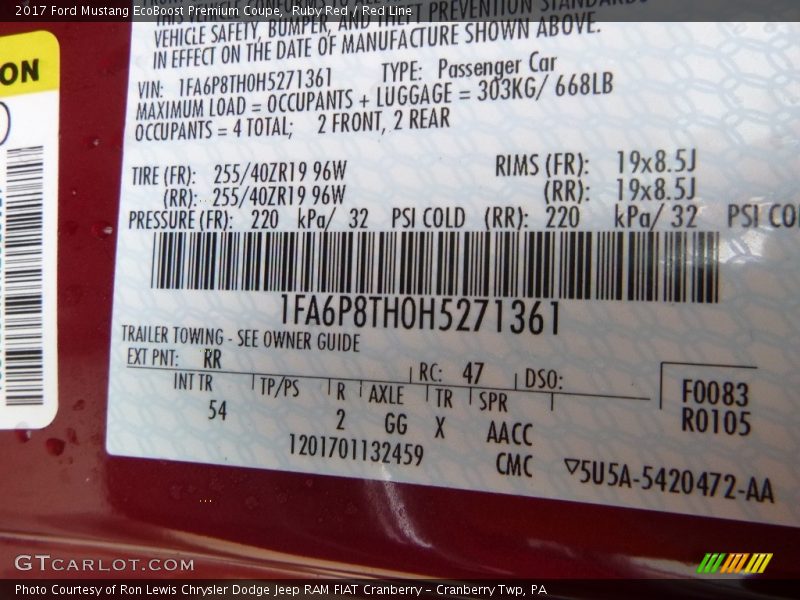 2017 Ford Mustang EcoBoost Premium Coupe, Ruby Red / Red Line
THEFT PREVENTION STANDARDS
VEHICLE SAFETY, BUMPER, AND
IN EFFECT ON THE DATE OF MANUFACTURE SHOWN ABOVE.
VIN: 1FA6P8TH0H5271361 TYPE: Passenger Car
MAXIMUM LOAD = OCCUPANTS + LUGGAGE = 303KG/ 668LB
OCCUPANTS = 4 TOTAL; 2 FRONT, 2 REAR
TIRE (FR): 255/40ZR19 96W RIMS (FR): 19x8.5J
(RR): 255/40ZR19 96W (RR): 19x8.5J
PRESSURE (FR): 220 kPa/ 32 PSI COLD (RR): 220 kPa/ 32 PSI COL
1FA6P8TH0H5271361
TRAILER TOWING - SEE OWNER GUIDE
EXT PNT: RR RC: 47 DSO:
INT TR TP/PS R AXLE TR SPR F0083
54 2 GG X AACC R0105
1201701132459 CMC ▽5U5A-5420472-AA
ON
GTCARLOT.COM
Photo Courtesy of Ron Lewis Chrysler Dodge Jeep RAM FIAT Cranberry - Cranberry Twp, PA